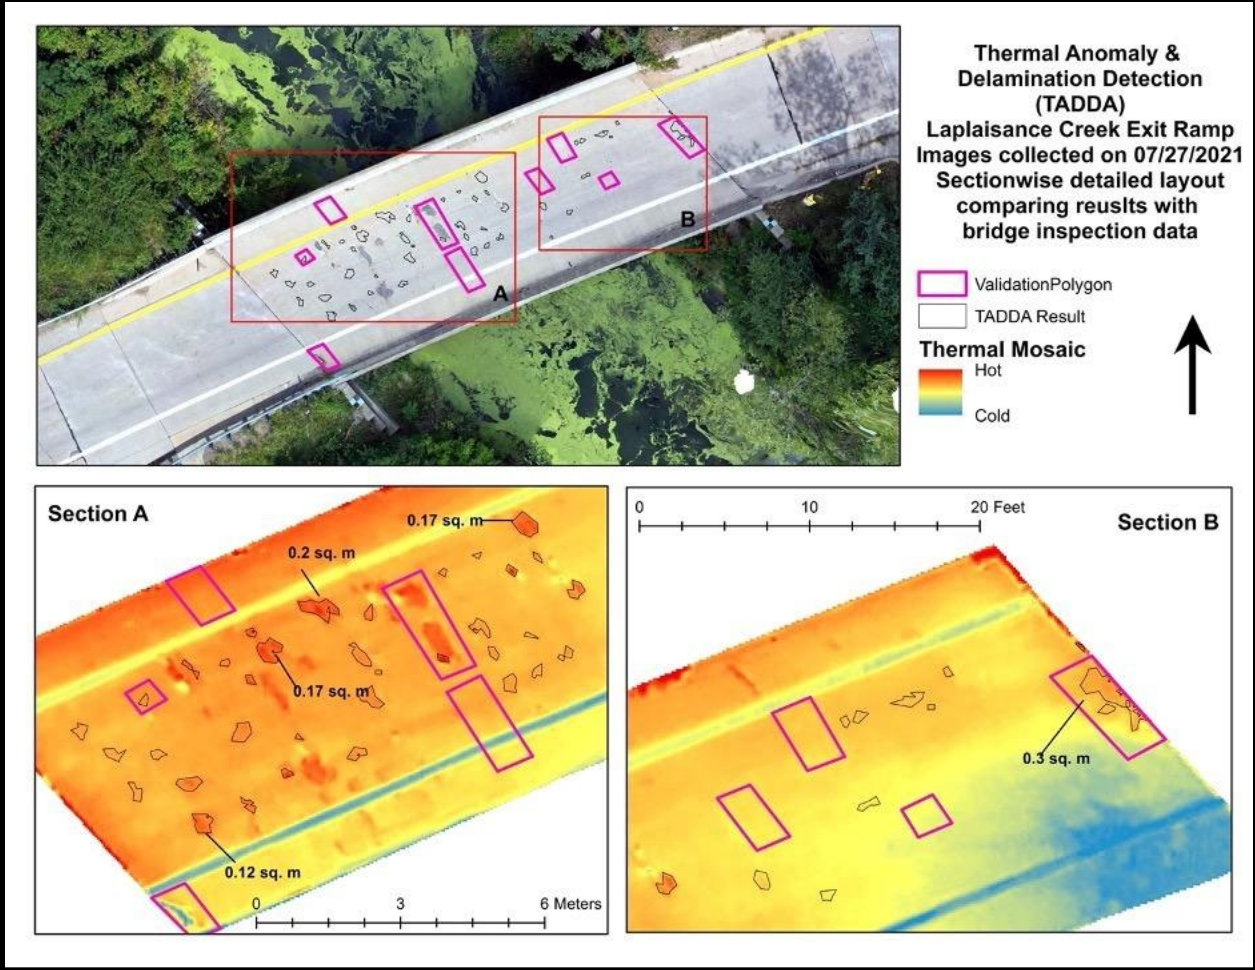 Thermal Anomaly &
Delamination Detection
(TADDA)
Laplaisance Creek Exit Ramp
Images collected on 07/27/2021
Sectionwise detailed layout
comparing reuslts with
bridge inspection data
ValidationPolygon
TADDA Result
Thermal Mosaic
Hot
Cold
A
B
Section A
0.17 sq. m
0.2 sq. m
0.17 sq. m
0.12 sq. m
0 3 6 Meters
0 10 20 Feet
Section B
0.3 sq. m